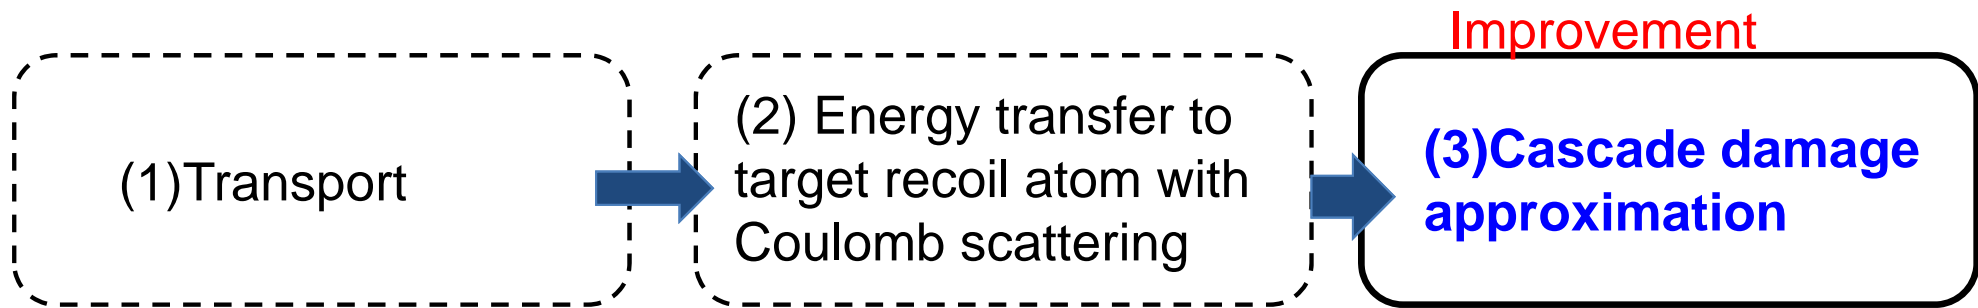 (1)Transport
(2) Energy transfer to
target recoil atom with
Coulomb scattering
Improvement
(3)Cascade damage
approximation